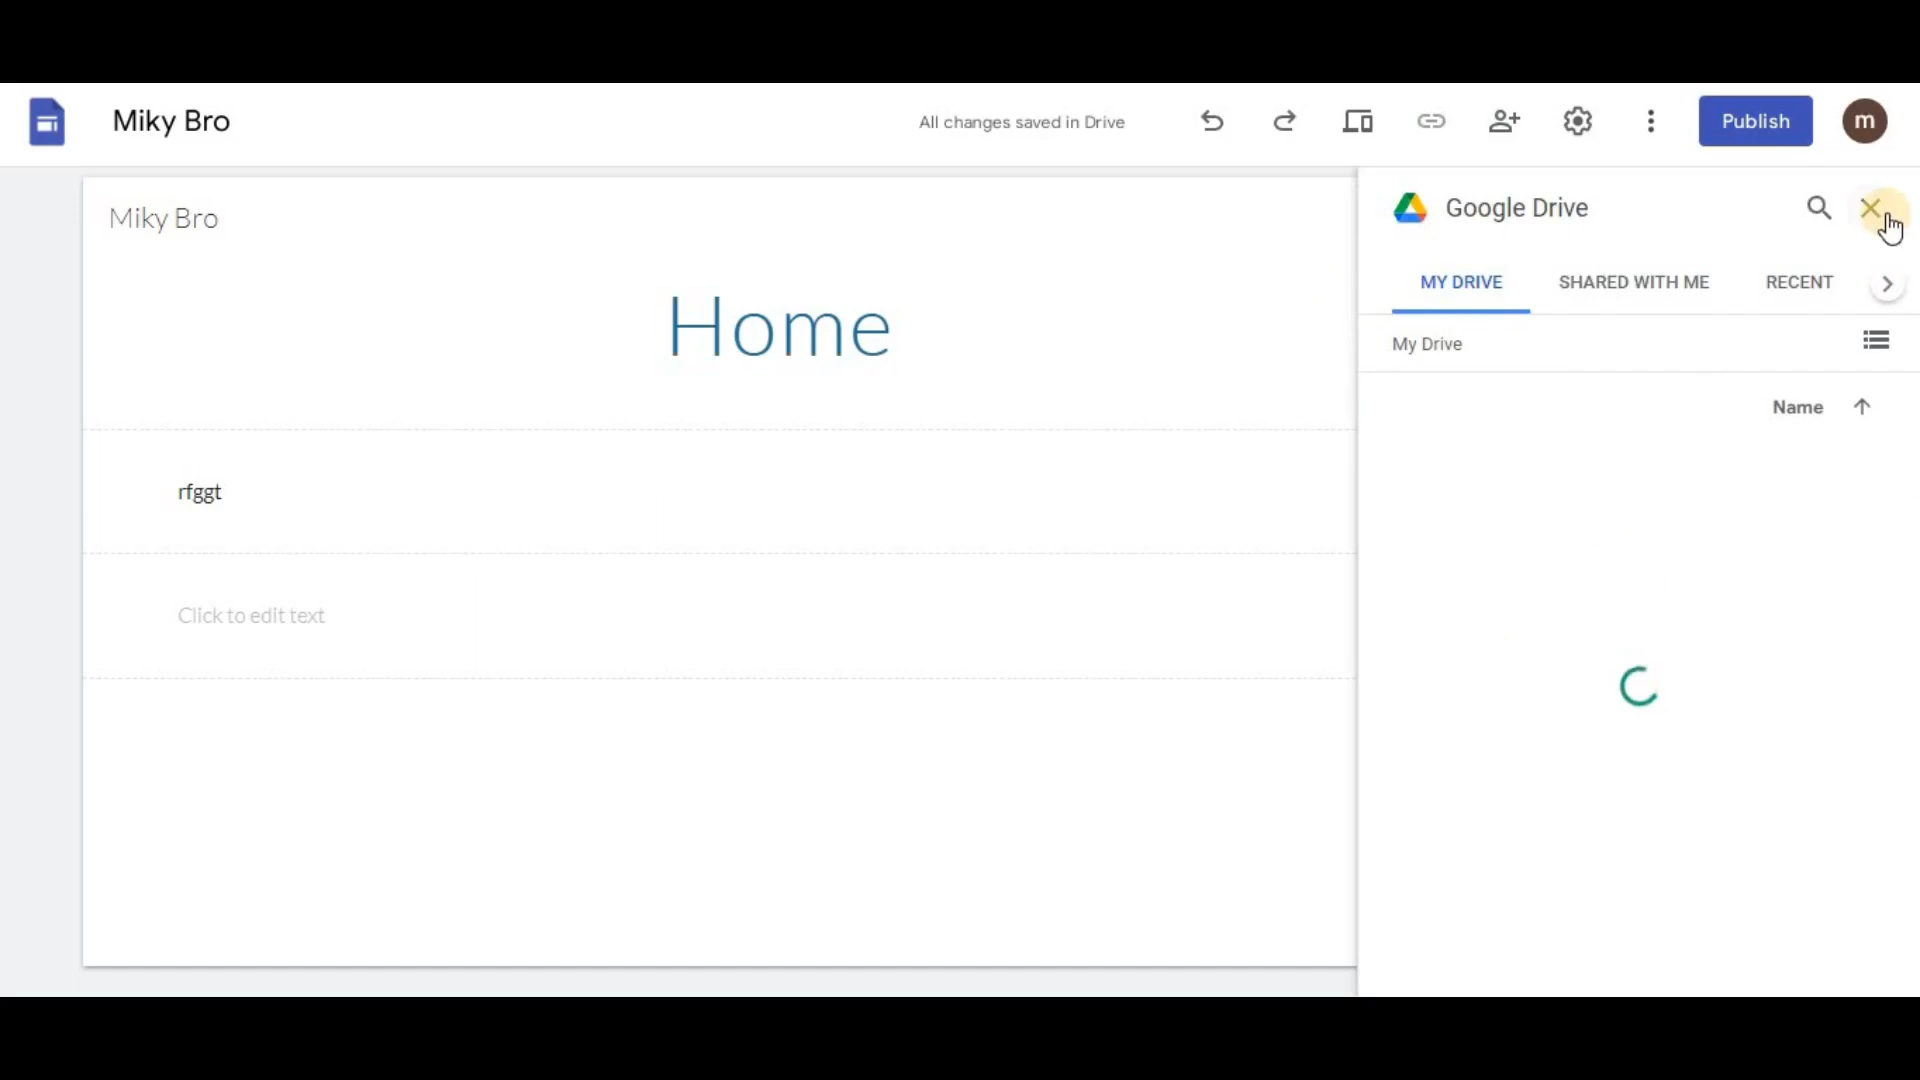 Miky Bro
All changes saved in Drive
Publish
m
Miky Bro
Home
rfggt
Click to edit text
Google Drive
MY DRIVE
SHARED WITH ME
RECENT
My Drive
Name